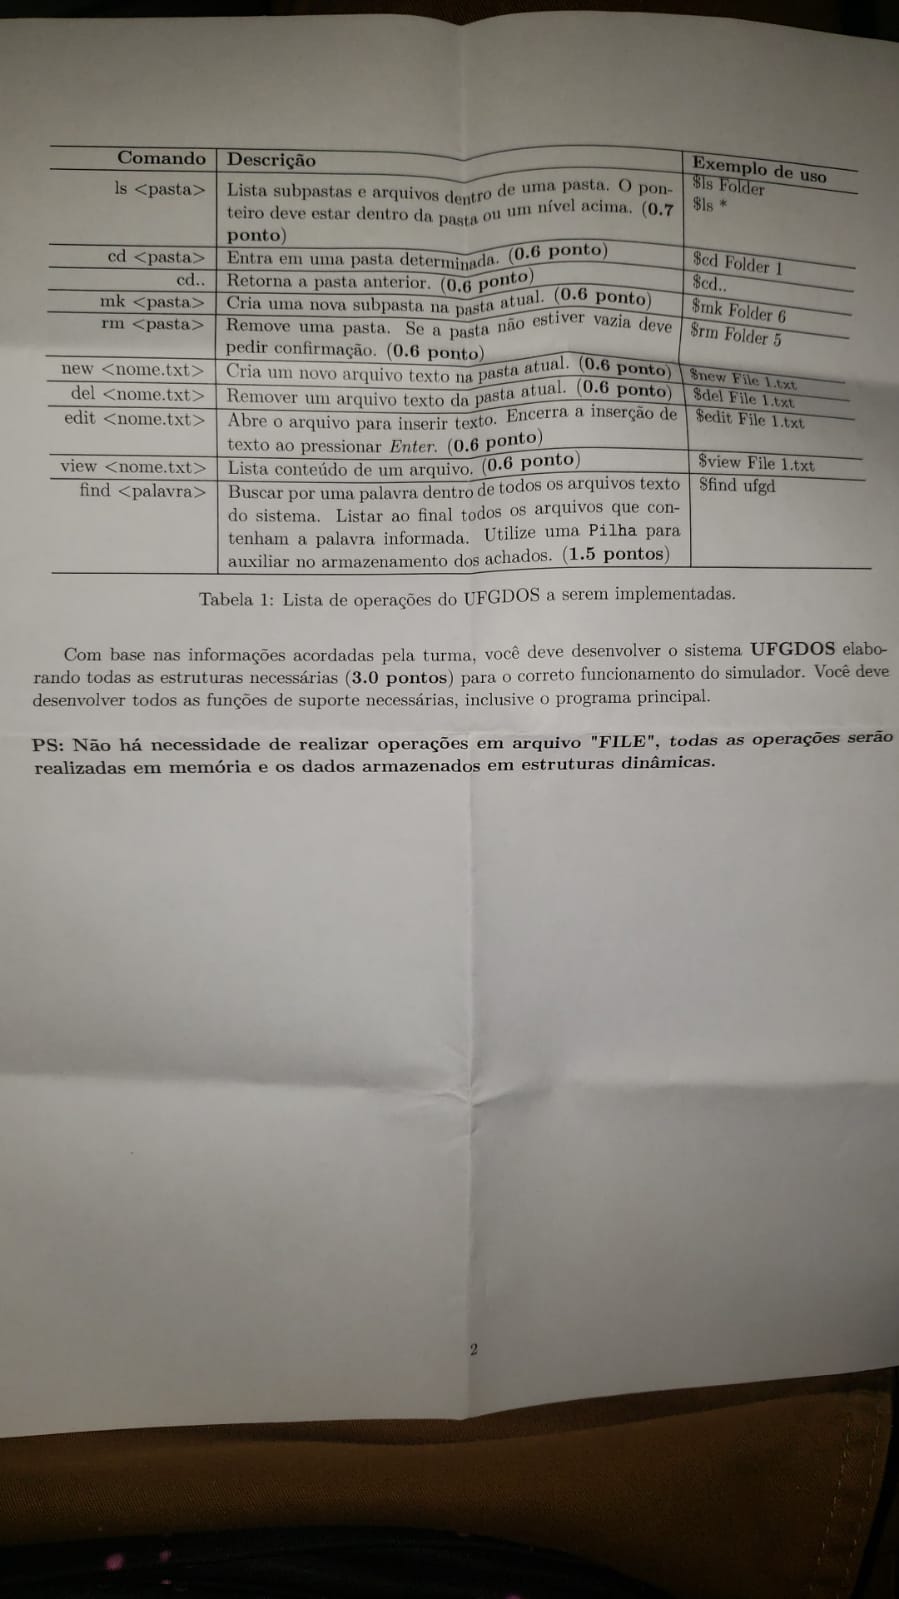 Comando Descrição Exemplo de uso
ls <pasta> Lista subpastas e arquivos dentro de uma pasta. O pon- $ls Folder
teiro deve estar dentro da pasta ou um nível acima. (0.7 $ls *
ponto)
cd <pasta> Entra em uma pasta determinada. (0.6 ponto) $cd Folder 1
cd.. Retorna a pasta anterior. (0.6 ponto) $cd..
mk <pasta> Cria uma nova subpasta na pasta atual. (0.6 ponto) $mk Folder 6
rm <pasta> Remove uma pasta. Se a pasta não estiver vazia deve $rm Folder 5
pedir confirmação. (0.6 ponto)
new <nome.txt> Cria um novo arquivo texto na pasta atual. (0.6 ponto) $new File 1.txt
del <nome.txt> Remover um arquivo texto da pasta atual. (0.6 ponto) $del File 1.txt
edit <nome.txt> Abre o arquivo para inserir texto. Encerra a inserção de $edit File 1.txt
texto ao pressionar Enter. (0.6 ponto)
view <nome.txt> Lista conteúdo de um arquivo. (0.6 ponto) $view File 1.txt
find <palavra> Buscar por uma palavra dentro de todos os arquivos texto $find ufgd
do sistema. Listar ao final todos os arquivos que con-
tenham a palavra informada. Utilize uma Pilha para
auxiliar no armazenamento dos achados. (1.5 pontos)
Tabela 1: Lista de operações do UFGDOS a serem implementadas.
Com base nas informações acordadas pela turma, você deve desenvolver o sistema UFGDOS elabo-
rando todas as estruturas necessárias (3.0 pontos) para o correto funcionamento do simulador. Você deve
desenvolver todos as funções de suporte necessárias, inclusive o programa principal.
PS: Não há necessidade de realizar operações em arquivo "FILE", todas as operações serão
realizadas em memória e os dados armazenados em estruturas dinâmicas.
2